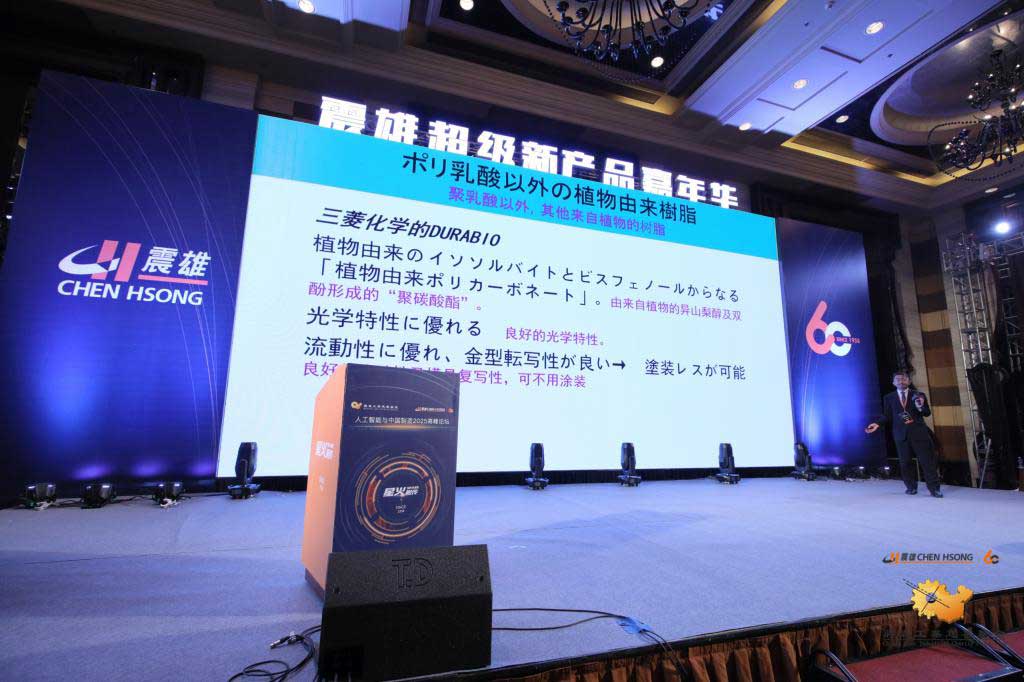 震雄超级新产品嘉年华
ポリ乳酸以外の植物由来樹脂
聚乳酸以外,其他来自植物的树脂
三菱化学的DURABIO
植物由来のイソソルバイトとビスフェノールからなる
「植物由来ポリカーボネート」。由来自植物的异山梨醇及双
酚形成的“聚碳酸酯”。
光学特性に優れる 良好的光学特性。
流動性に優れ、金型転写性が良い→ 塗装レスが可能
良好 复写性，可不用涂装
震雄
CHEN HSONG
60
SINCE 1958
人工智能与中国制造2025高峰论坛
星火
星火
T.D
震雄 CHEN HSONG 60